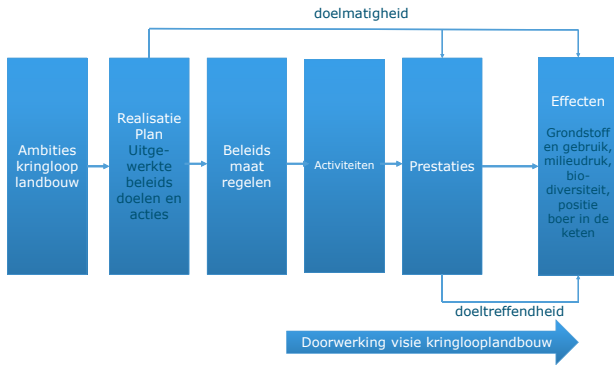 doelmatigheid
Ambities
kringloop
landbouw
Realisatie
Plan
Uitge-
werkte
beleids
doelen en
acties
Beleids
maat
regelen
Activiteiten
Prestaties
Effecten
Grondstoff
en gebruik,
milieudruk,
bio-
diversiteit,
positie
boer in de
keten
doeltreffendheid
Doorwerking visie kringlooplandbouw